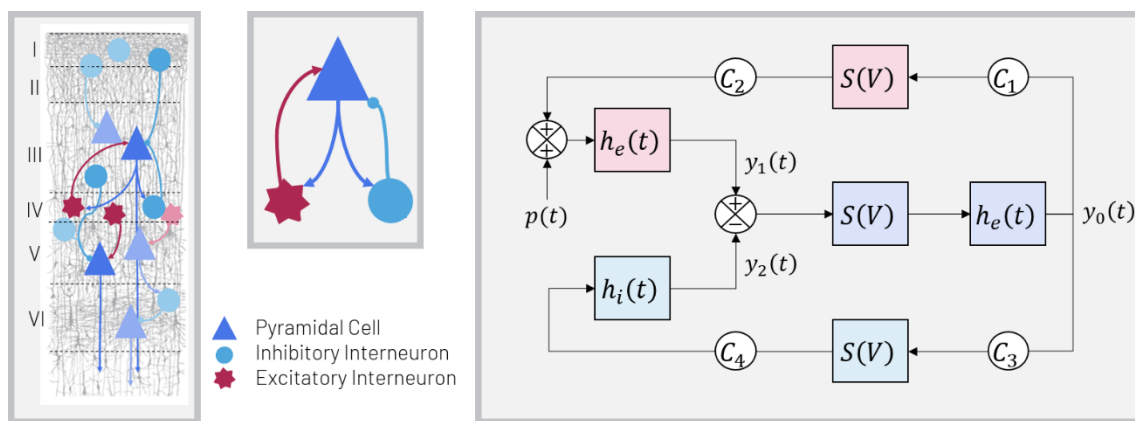 I
II
III
IV
V
VI
Pyramidal Cell
Inhibitory Interneuron
Excitatory Interneuron
C₂
S(V)
C₁
+
+
hₑ(t)
y₁(t)
p(t)
+
−
S(V)
hₑ(t)
y₀(t)
y₂(t)
hᵢ(t)
C₄
S(V)
C₃